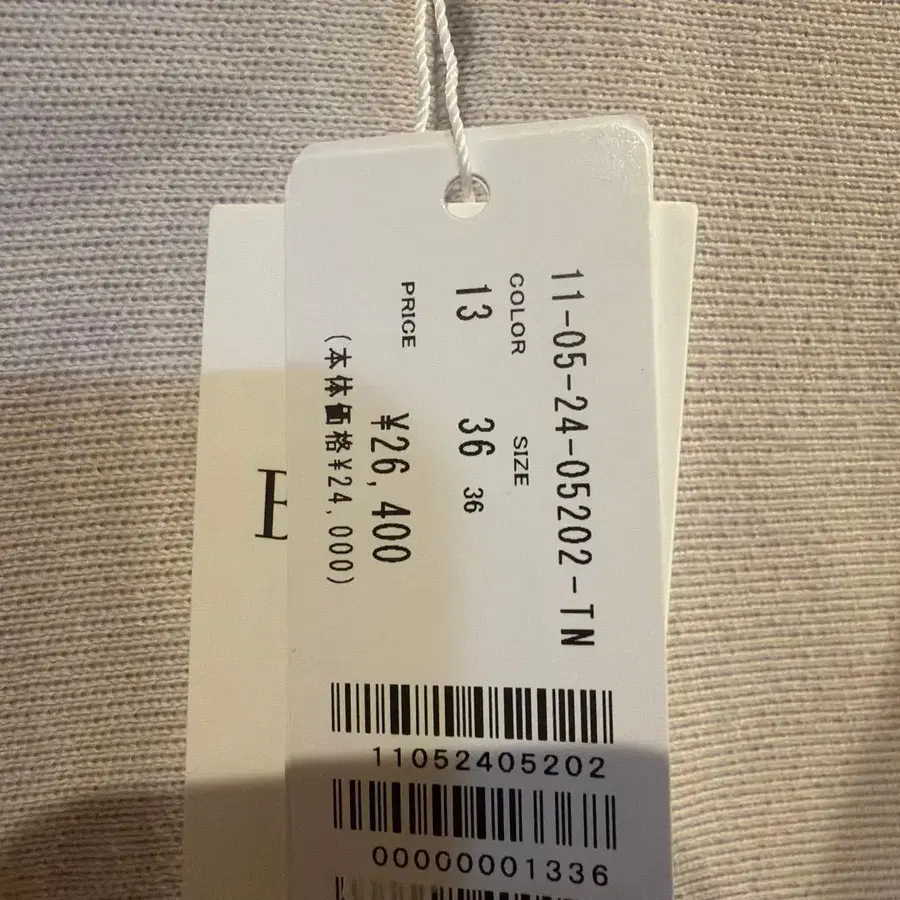 11-05-24-05202-TN
COLOR SIZE
13 36 36
PRICE ¥26,400
(本体価格¥24,000)
11052405202
00000001336